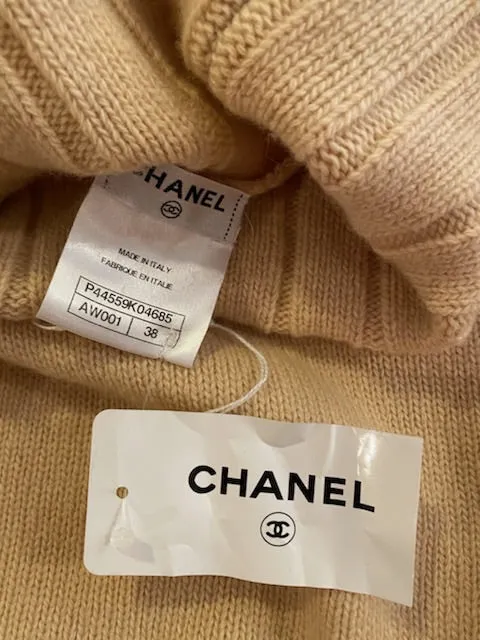 CHANEL
MADE IN ITALY
FABRIQUE EN ITALIE
P44559K04685
AW001 38
CHANEL